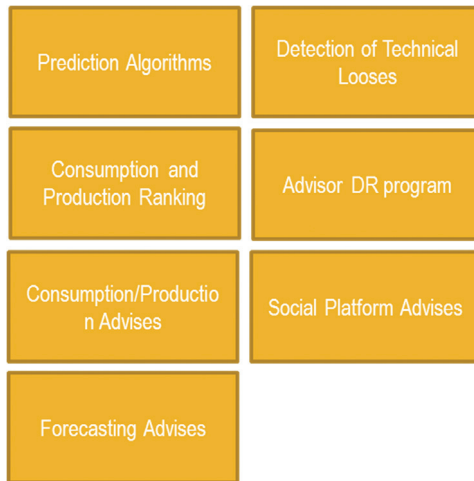 Prediction Algorithms
Detection of Technical
Looses
Consumption and
Production Ranking
Advisor DR program
Consumption/Productio
n Advises
Social Platform Advises
Forecasting Advises